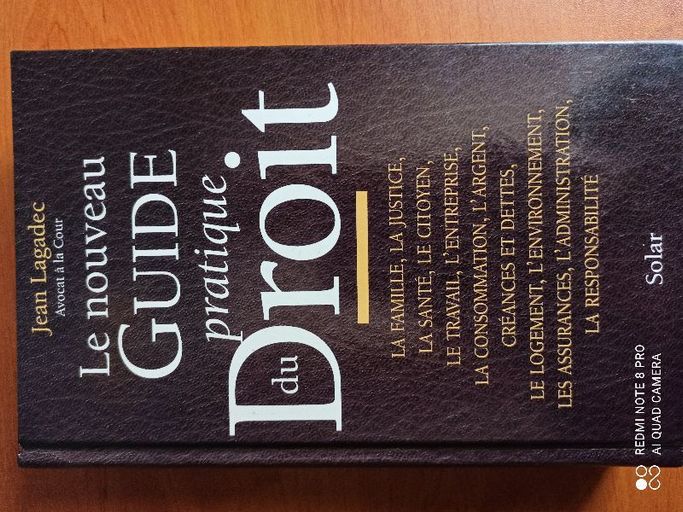 Jean Lagadec
Avocat à la Cour
Le nouveau
GUIDE
pratique
du Droit
LA FAMILLE, LA JUSTICE,
LA SANTÉ, LE CITOYEN,
LE TRAVAIL, L'ENTREPRISE,
LA CONSOMMATION, L'ARGENT,
CRÉANCES ET DETTES,
LE LOGEMENT, L'ENVIRONNEMENT,
LES ASSURANCES, L'ADMINISTRATION,
LA RESPONSABILITÉ
Solar
REDMI NOTE 8 PRO
AI QUAD CAMERA